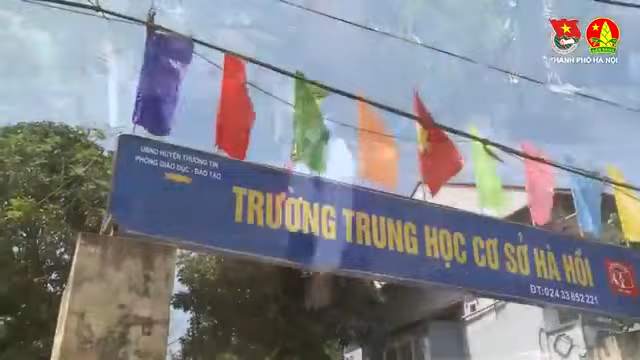 THÀNH PHỐ HÀ NỘI
UBND HUYỆN THƯỜNG TÍN
PHÒNG GIÁO DỤC - ĐÀO TẠO
TRƯỜNG TRUNG HỌC CƠ SỞ HÀ HỒI
ĐT: 024 33 852 221